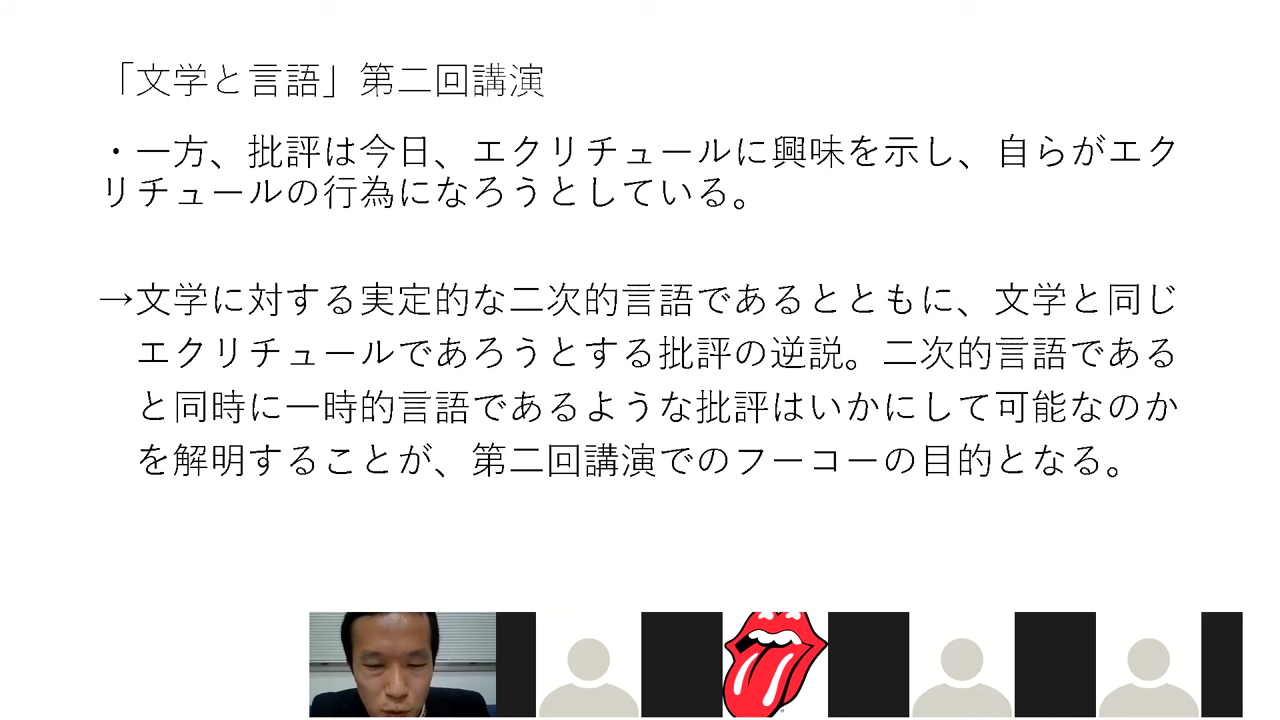 「文学と言語」第二回講演
・一方、批評は今日、エクリチュールに興味を示し、自らがエク
リチュールの行為になろうとしている。
→文学に対する実定的な二次的言語であるとともに、文学と同じ
エクリチュールであろうとする批評の逆説。二次的言語である
と同時に一時的言語であるような批評はいかにして可能なのか
を解明することが、第二回講演でのフーコーの目的となる。